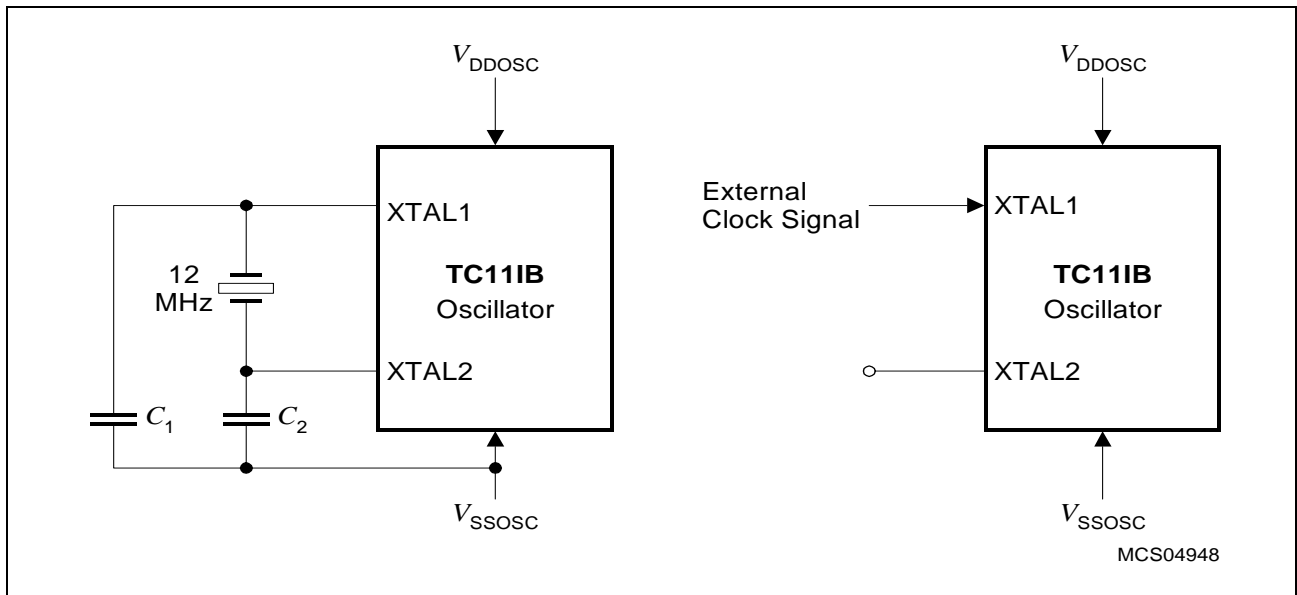 VDDOSC
XTAL1
12
MHz
TC11IB
Oscillator
XTAL2
C1
C2
VSSOSC
VDDOSC
External
Clock Signal
XTAL1
TC11IB
Oscillator
XTAL2
VSSOSC
MCS04948